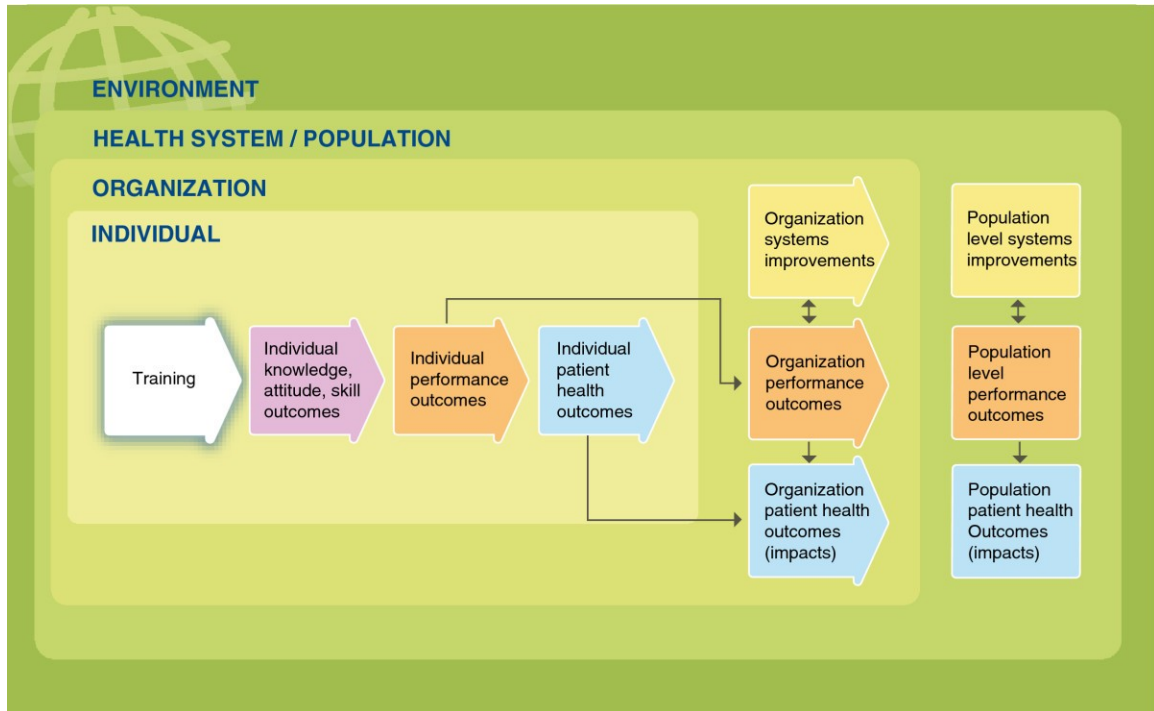 ENVIRONMENT
HEALTH SYSTEM / POPULATION
ORGANIZATION
INDIVIDUAL
Training
Individual
knowledge,
attitude, skill
outcomes
Individual
performance
outcomes
Individual
patient
health
outcomes
Organization
systems
improvements
Organization
performance
outcomes
Organization
patient health
outcomes
(impacts)
Population
level systems
improvements
Population
level
performance
outcomes
Population
patient health
Outcomes
(impacts)